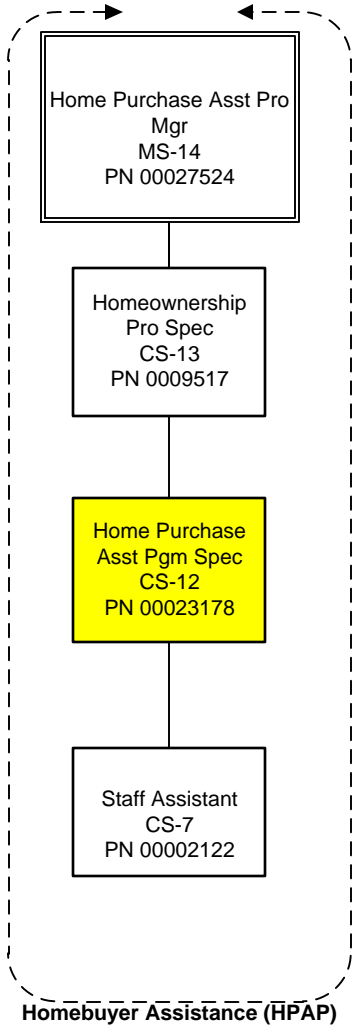 Home Purchase Asst Pro
Mgr
MS-14
PN 00027524
Homeownership
Pro Spec
CS-13
PN 0009517
Home Purchase
Asst Pgm Spec
CS-12
PN 00023178
Staff Assistant
CS-7
PN 00002122
Homebuyer Assistance (HPAP)